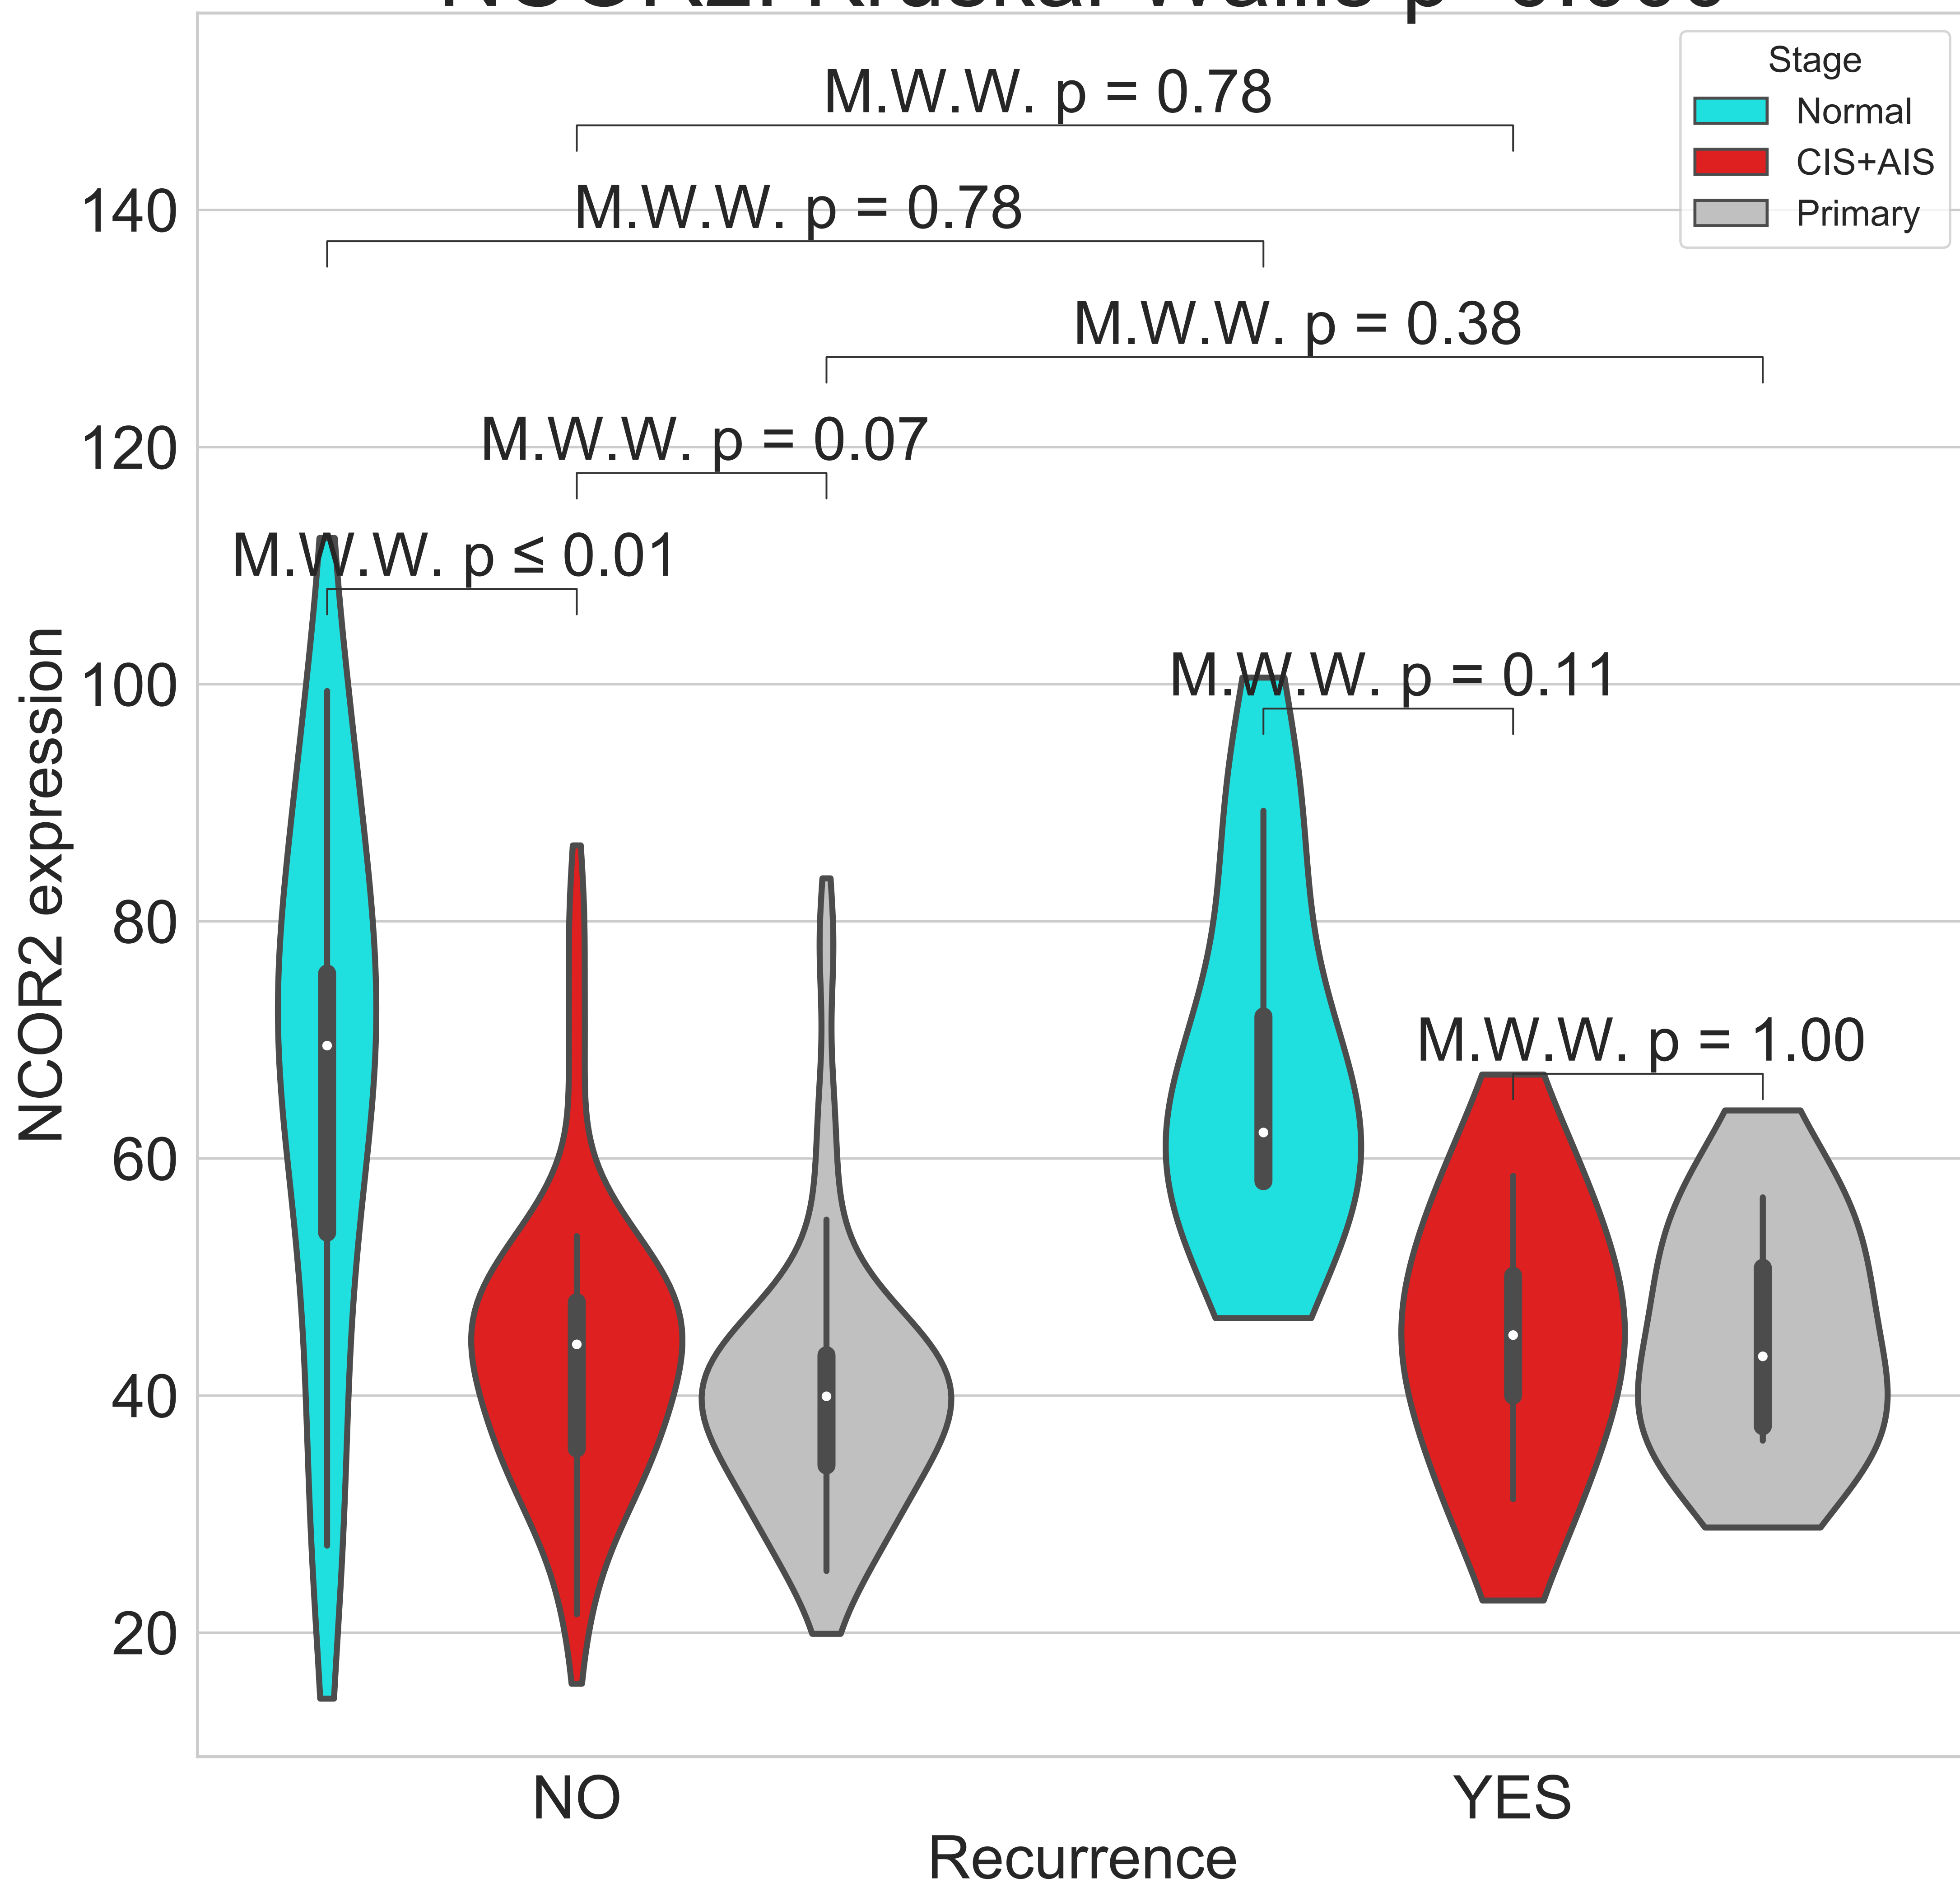 Stage
Normal
CIS+AIS
Primary
M.W.W. p = 0.78
M.W.W. p = 0.78
M.W.W. p = 0.38
M.W.W. p = 0.07
M.W.W. p ≤ 0.01
M.W.W. p = 0.11
M.W.W. p = 1.00
140
120
100
80
60
40
20
NCOR2 expression
NO
YES
Recurrence